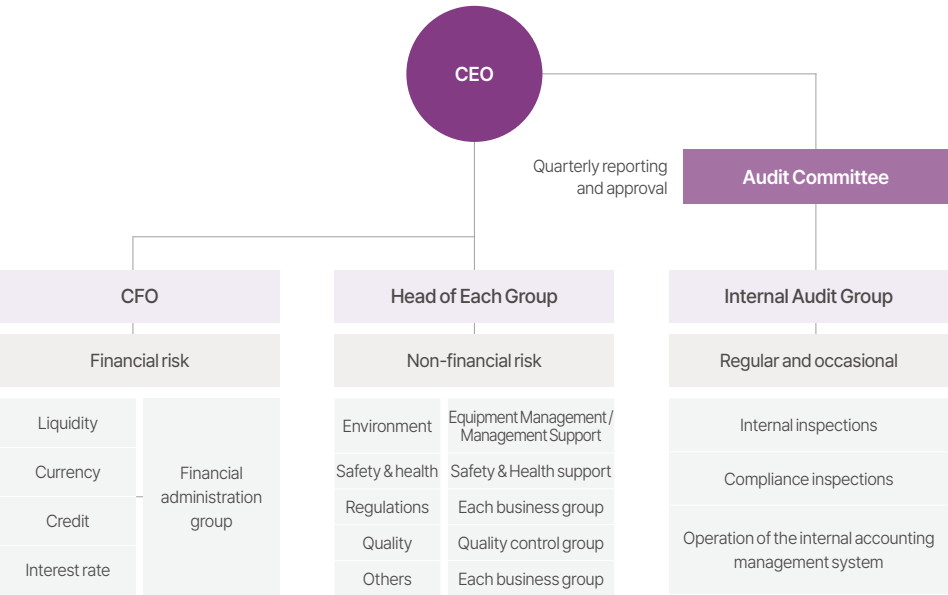 CEO
Quarterly reporting
and approval
Audit Committee
CFO
Head of Each Group
Internal Audit Group
Financial risk
Non-financial risk
Regular and occasional
Liquidity
Currency
Credit
Interest rate
Financial
administration
group
Environment
Equipment Management /
Management Support
Safety & health
Safety & Health support
Regulations
Each business group
Quality
Quality control group
Others
Each business group
Internal inspections
Compliance inspections
Operation of the internal accounting
management system